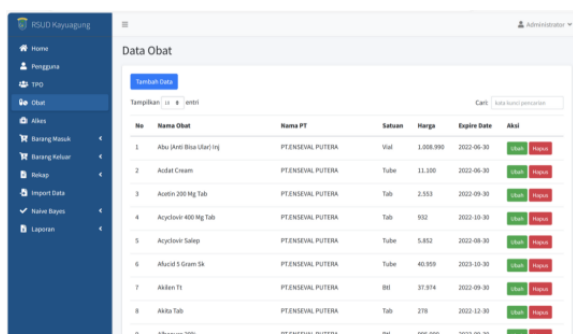 RSUD Kayuagung
Administrator
Home
Pengguna
TPO
Obat
Alkes
Barang Masuk
Barang Keluar
Rekap
Import Data
Naive Bayes
Laporan
Data Obat
Tambah Data
Tampilkan 10 entri
Cari: kata kunci pencarian
No Nama Obat Nama PT Satuan Harga Expire Date Aksi
1 Abu (Anti Bisa Ular) Inj PT.ENSEVAL PUTERA Vial 1.008.990 2022-06-30 Ubah Hapus
2 Acdat Cream PT.ENSEVAL PUTERA Tube 11.100 2022-06-30 Ubah Hapus
3 Acetin 200 Mg Tab PT.ENSEVAL PUTERA Tab 2.553 2022-09-30 Ubah Hapus
4 Acyclovir 400 Mg Tab PT.ENSEVAL PUTERA Tab 932 2022-10-30 Ubah Hapus
5 Acyclovir Salep PT.ENSEVAL PUTERA Tube 5.852 2022-08-30 Ubah Hapus
6 Afucid 5 Gram Sk PT.ENSEVAL PUTERA Tube 40.959 2023-10-30 Ubah Hapus
7 Akilen Tt PT.ENSEVAL PUTERA Btl 37.974 2022-09-30 Ubah Hapus
8 Akita Tab PT.ENSEVAL PUTERA Tab 278 2022-12-30 Ubah Hapus